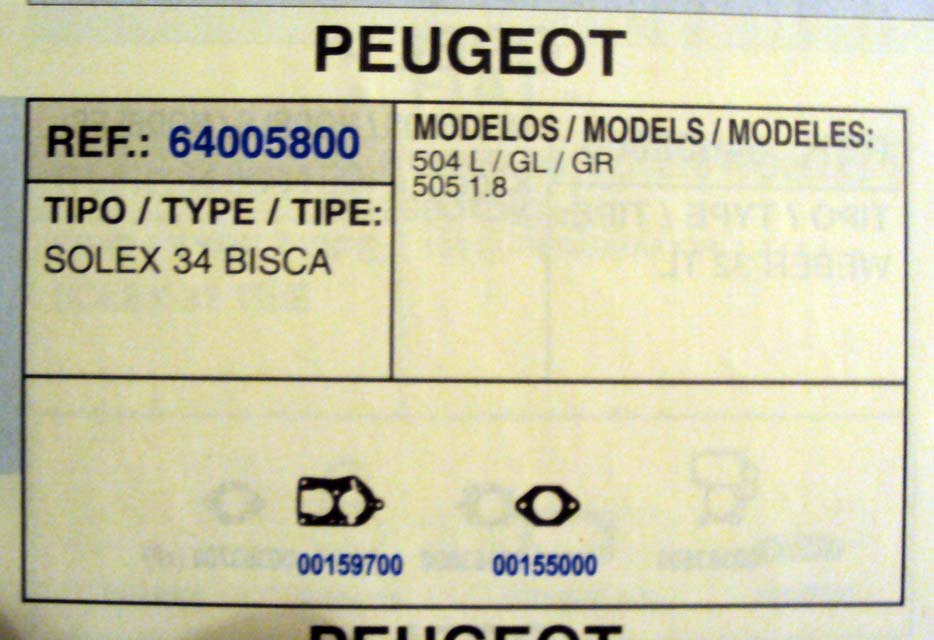 PEUGEOT
REF.: 64005800
TIPO / TYPE / TIPE:
SOLEX 34 BISCA
MODELOS / MODELS / MODELES:
504 L / GL / GR
505 1.8
00159700 00155000
PEUGEOT